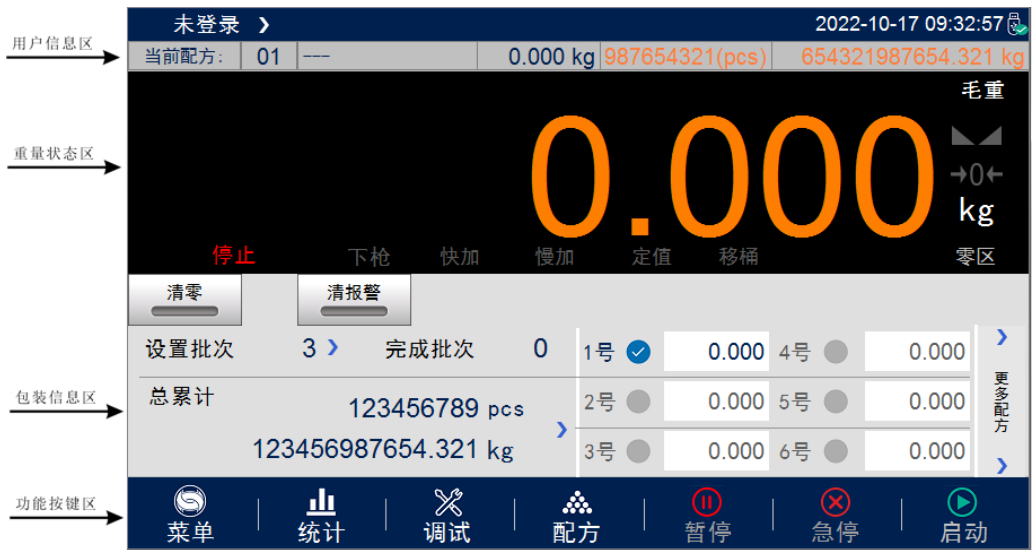 未登录 2022-10-17 09:32:57
用户信息区
当前配方: 01 --- 0.000 kg 987654321(pcs) 654321987654.321 kg
毛重
重量状态区
0.000
→0←
kg
停止 下枪 快加 慢加 定值 移桶 零区
清零 清报警
设置批次 3 完成批次 0
1号 0.000 4号 0.000
更多配方
包装信息区
总累计
123456789 pcs
2号 0.000 5号 0.000
123456987654.321 kg
3号 0.000 6号 0.000
功能按键区
菜单 统计 调试 配方 暂停 急停 启动